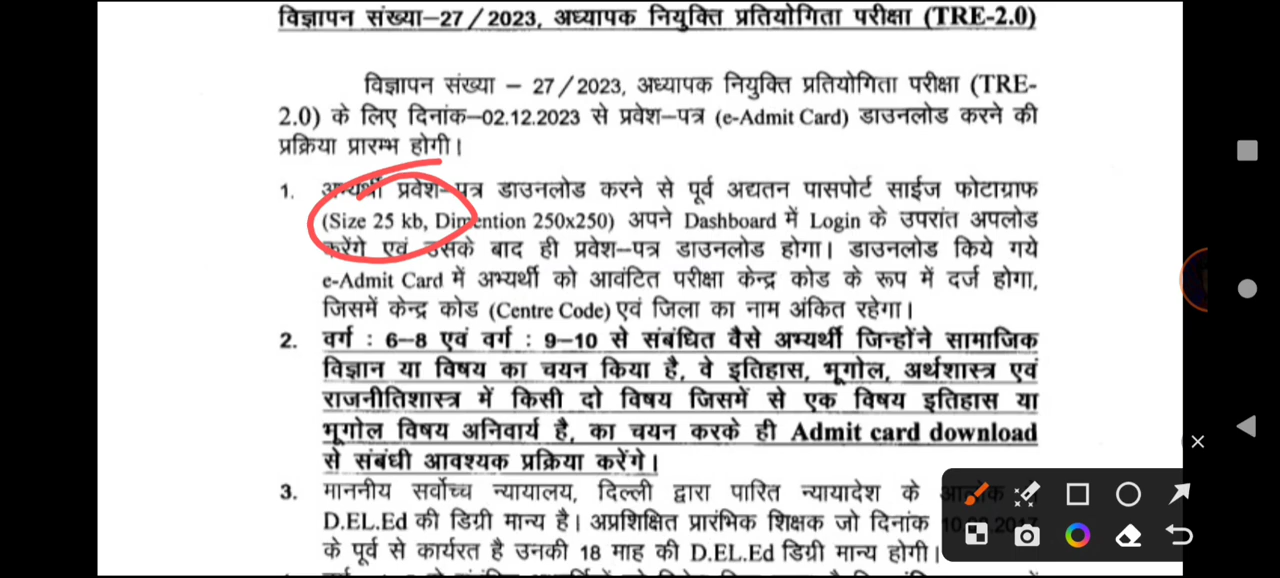 विज्ञापन संख्या–27/2023, अध्यापक नियुक्ति प्रतियोगिता परीक्षा (TRE-2.0)
विज्ञापन संख्या – 27/2023, अध्यापक नियुक्ति प्रतियोगिता परीक्षा (TRE-
2.0) के लिए दिनांक–02.12.2023 से प्रवेश–पत्र (e-Admit Card) डाउनलोड करने की
प्रक्रिया प्रारम्भ होगी।
1. अभ्यर्थी प्रवेश–पत्र डाउनलोड करने से पूर्व अद्यतन पासपोर्ट साईज फोटाग्राफ
(Size 25 kb, Dimention 250x250) अपने Dashboard में Login के उपरांत अपलोड
करेंगे एवं उसके बाद ही प्रवेश–पत्र डाउनलोड होगा। डाउनलोड किये गये
e-Admit Card में अभ्यर्थी को आवंटित परीक्षा केन्द्र कोड के रूप में दर्ज होगा,
जिसमें केन्द्र कोड (Centre Code) एवं जिला का नाम अंकित रहेगा।
2. वर्ग : 6–8 एवं वर्ग : 9–10 से संबंधित वैसे अभ्यर्थी जिन्होंने सामाजिक
विज्ञान या विषय का चयन किया है, वे इतिहास, भूगोल, अर्थशास्त्र एवं
राजनीतिशास्त्र में किसी दो विषय जिसमें से एक विषय इतिहास या
भूगोल विषय अनिवार्य है, का चयन करके ही Admit card download
से संबंधी आवश्यक प्रक्रिया करेंगे।
3. माननीय सर्वोच्च न्यायालय, दिल्ली द्वारा पारित न्यायादेश के
D.EL.Ed की डिग्री मान्य है। अप्रशिक्षित प्रारंभिक शिक्षक जो दिनांक
के पूर्व से कार्यरत है उनकी 18 माह की D.EL.Ed डिग्री मान्य होगी।